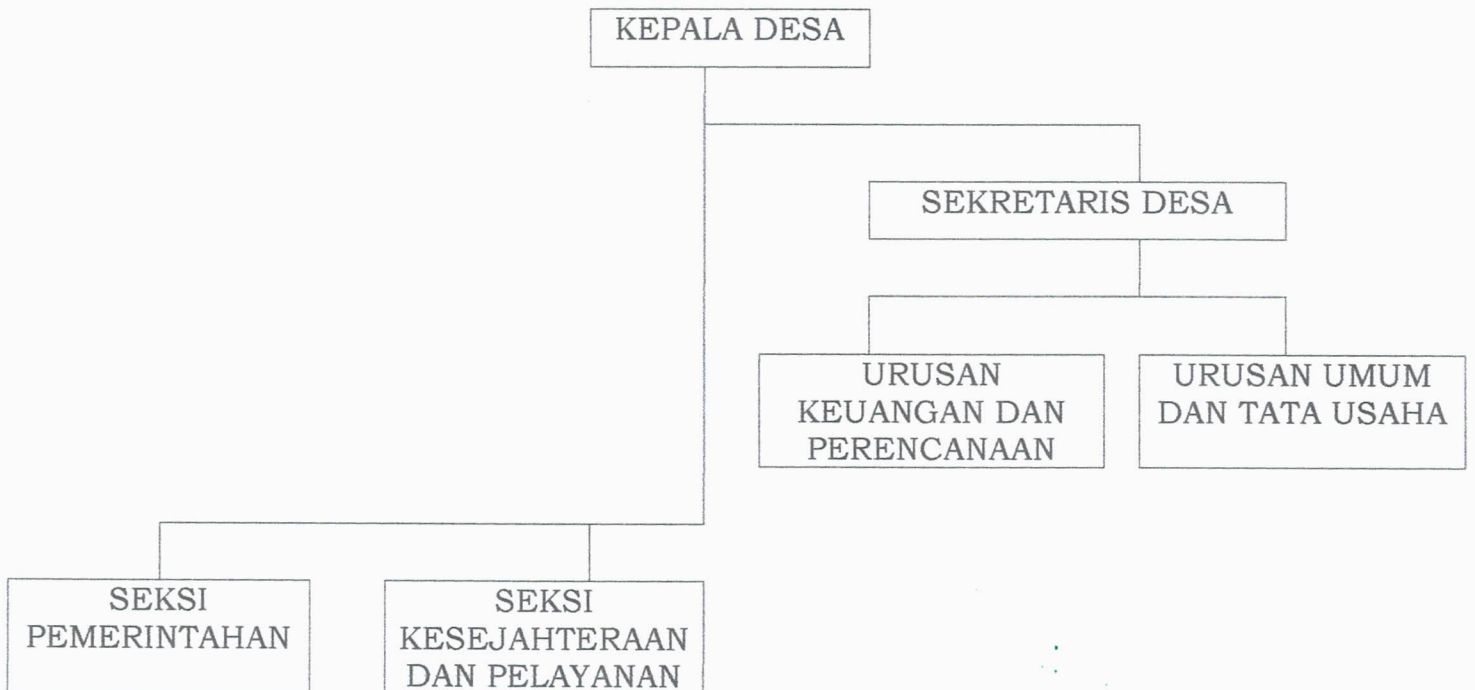 KEPALA DESA
SEKRETARIS DESA
URUSAN
KEUANGAN DAN
PERENCANAAN
URUSAN UMUM
DAN TATA USAHA
SEKSI
PEMERINTAHAN
SEKSI
KESEJAHTERAAN
DAN PELAYANAN